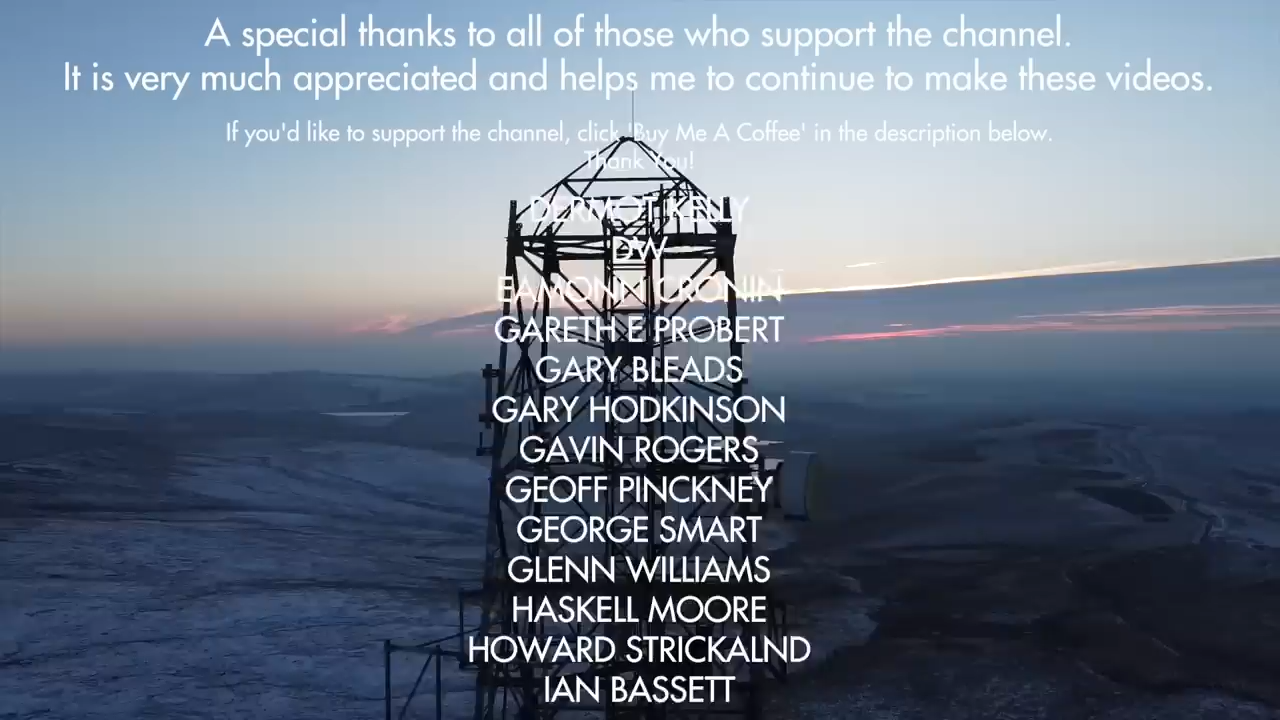 A special thanks to all of those who support the channel.
It is very much appreciated and helps me to continue to make these videos.
If you'd like to support the channel, click 'Buy Me A Coffee' in the description below.
Thank You!
DERMOT KELLY
DW
EAMONN CRONIN
GARETH E PROBERT
GARY BLEADS
GARY HODKINSON
GAVIN ROGERS
GEOFF PINCKNEY
GEORGE SMART
GLENN WILLIAMS
HASKELL MOORE
HOWARD STRICKALND
IAN BASSETT